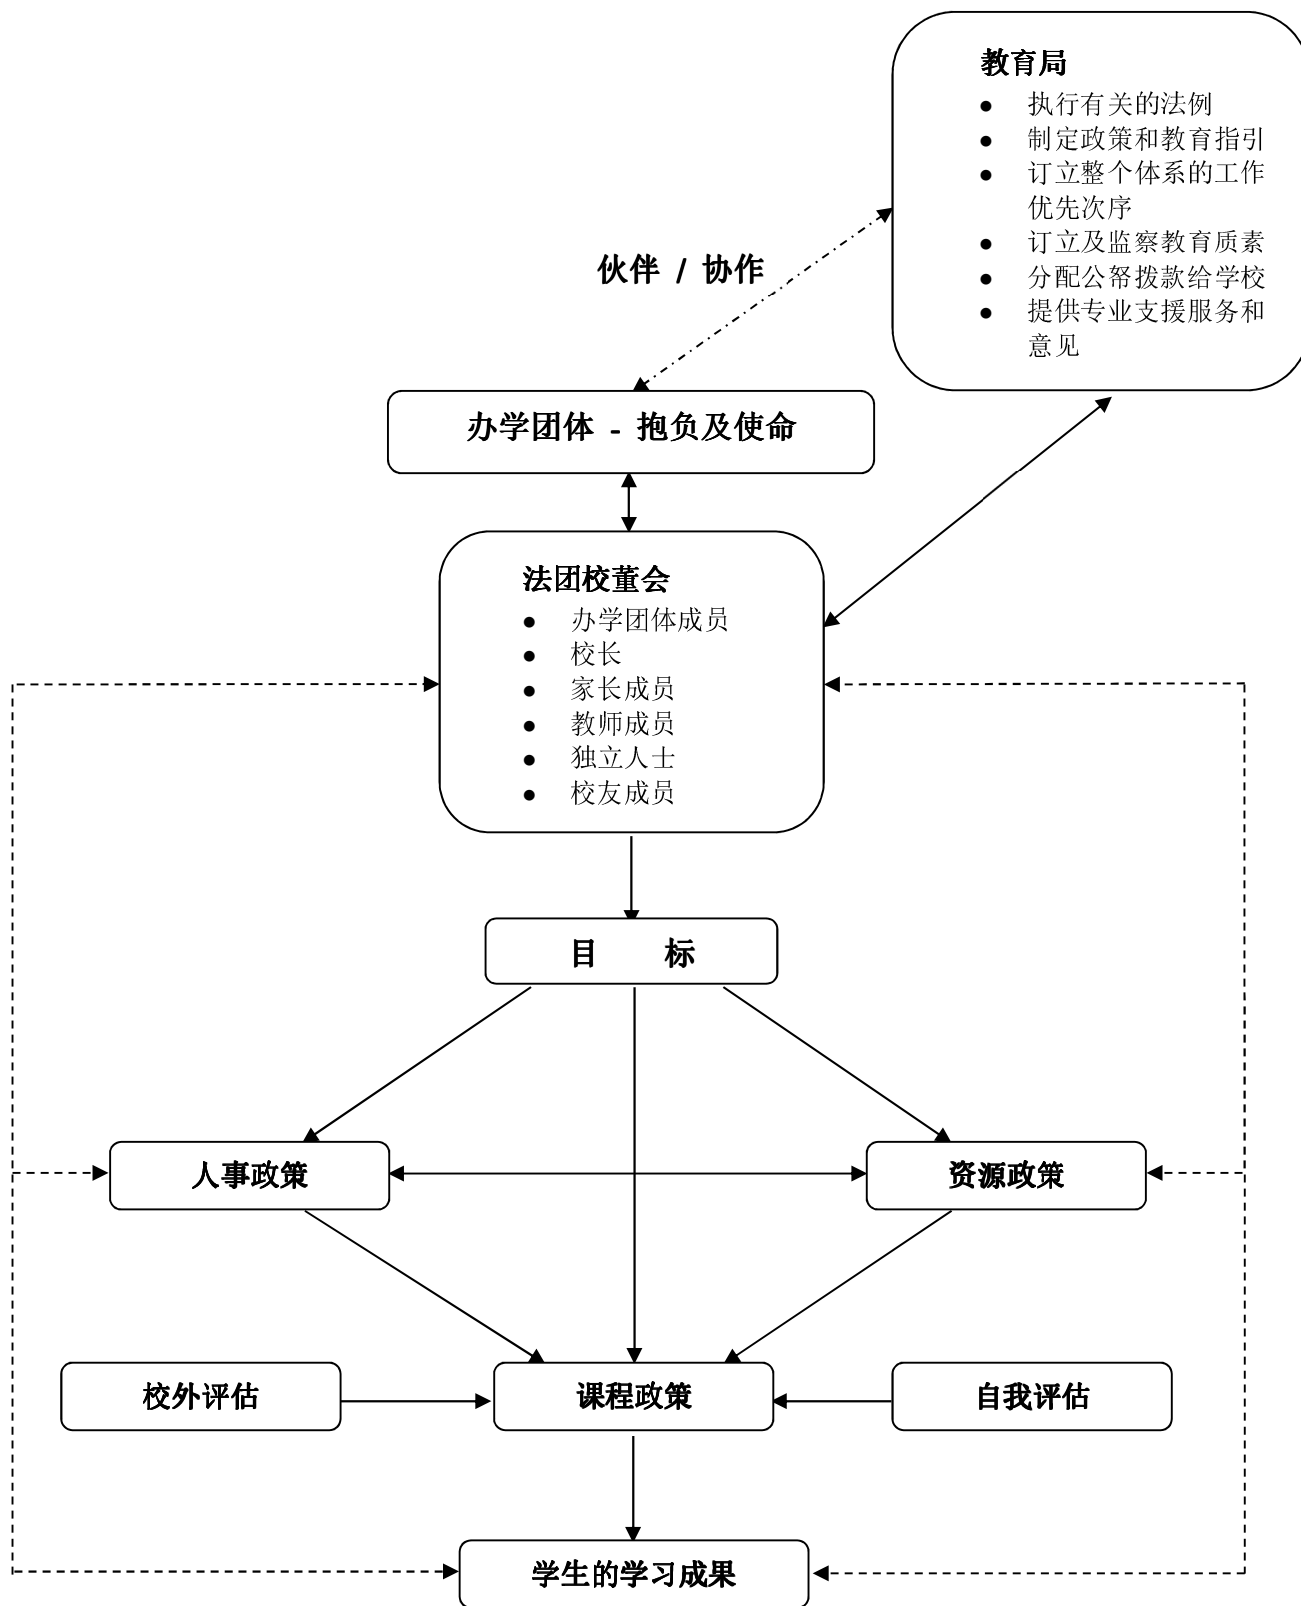 教育局
● 执行有关的法例
● 制定政策和教育指引
● 订立整个体系的工作
优先次序
● 订立及监察教育质素
● 分配公帑拨款给学校
● 提供专业支援服务和
意见
伙伴 / 协作
办学团体 - 抱负及使命
法团校董会
● 办学团体成员
● 校长
● 家长成员
● 教师成员
● 独立人士
● 校友成员
目 标
人事政策
资源政策
校外评估
课程政策
自我评估
学生的学习成果